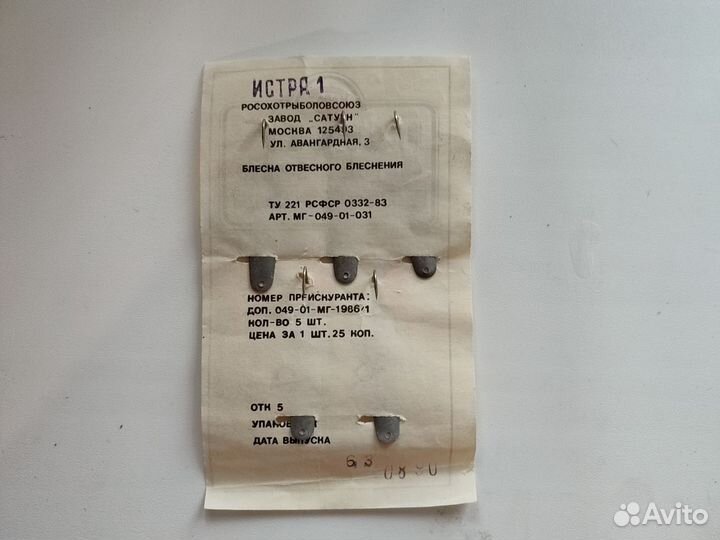 ИСТРА 1
РОСОХОТРЫБОЛОВСОЮЗ
ЗАВОД „САТУРН"
МОСКВА 125493
УЛ. АВАНГАРДНАЯ, 3
БЛЕСНА ОТВЕСНОГО БЛЕСНЕНИЯ
ТУ 221 РСФСР 0332-83
АРТ. МГ-049-01-031
НОМЕР ПРЕЙСКУРАНТА:
ДОП. 049-01-МГ-1986/1
КОЛ-ВО 5 ШТ.
ЦЕНА ЗА 1 ШТ. 25 КОП.
ОТК 5
ДАТА ВЫПУСКА
Avito